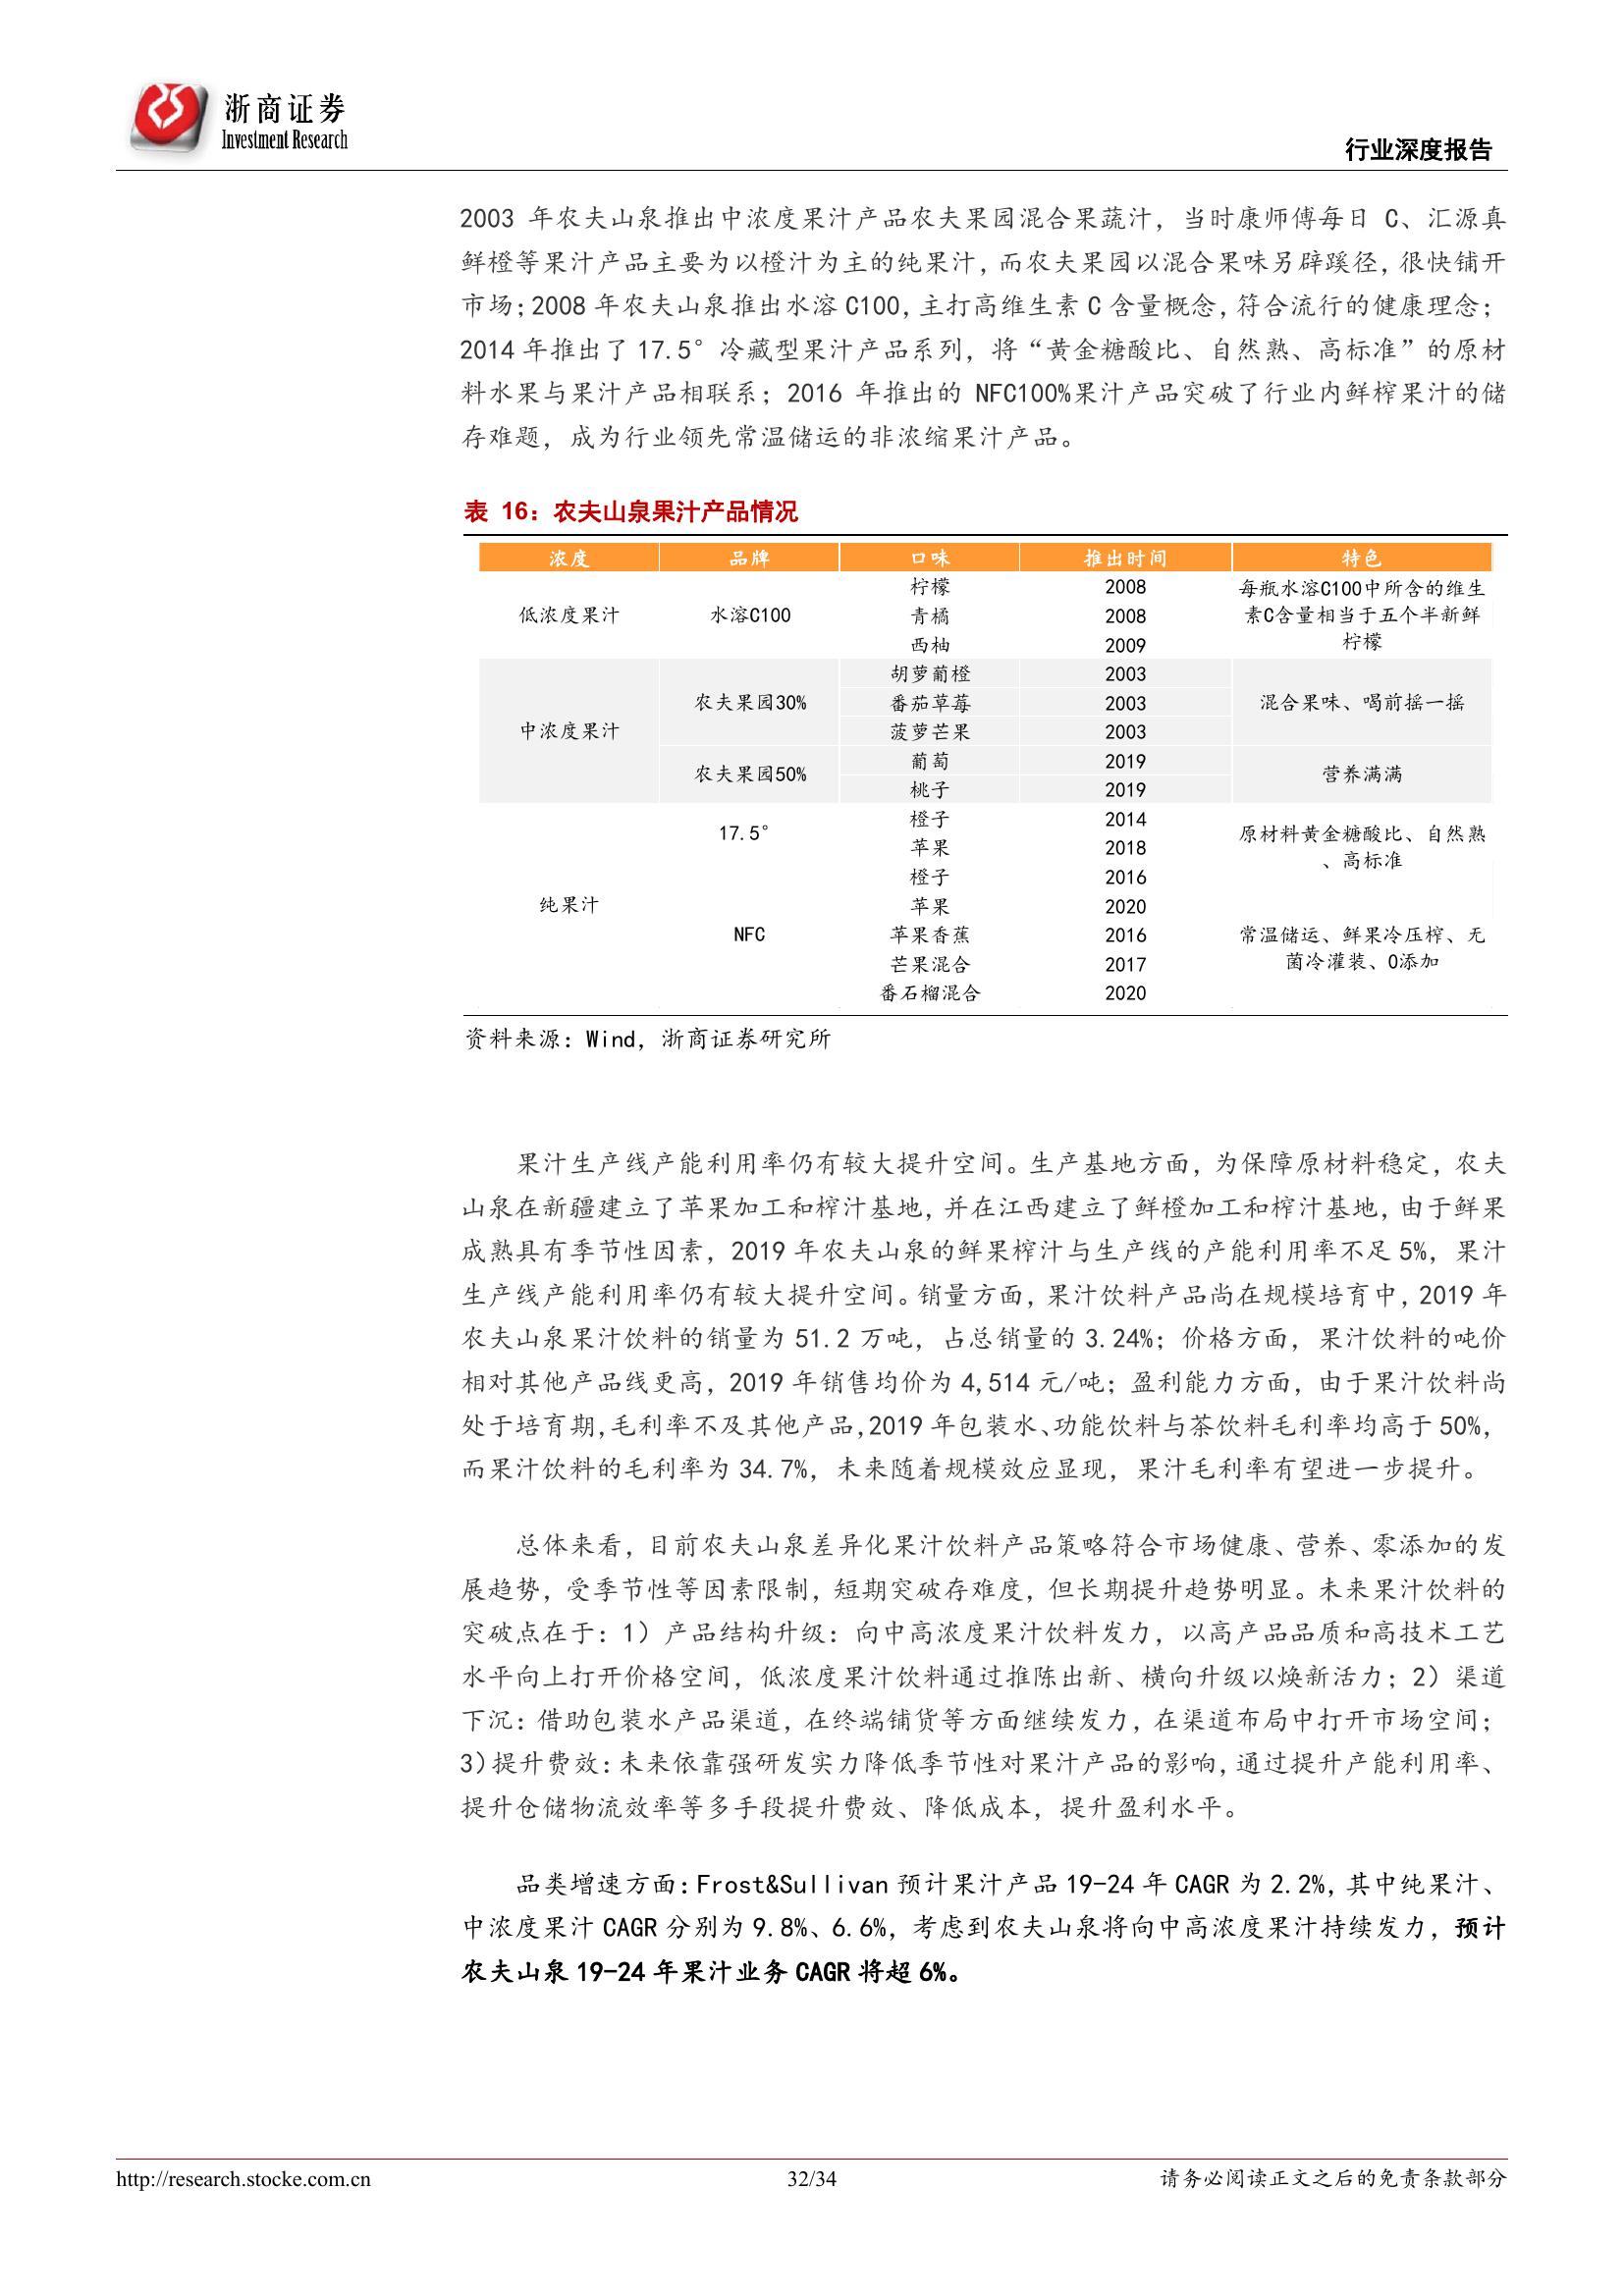 浙商证券
Investment Research
行业深度报告
2003 年农夫山泉推出中浓度果汁产品农夫果园混合果蔬汁，当时康师傅每日 C、汇源真
鲜橙等果汁产品主要为以橙汁为主的纯果汁，而农夫果园以混合果味另辟蹊径，很快铺开
市场；2008 年农夫山泉推出水溶 C100，主打高维生素 C 含量概念，符合流行的健康理念；
2014 年推出了 17.5°冷藏型果汁产品系列，将“黄金糖酸比、自然熟、高标准”的原材
料水果与果汁产品相联系；2016 年推出的 NFC100%果汁产品突破了行业内鲜榨果汁的储
存难题，成为行业领先常温储运的非浓缩果汁产品。
表 16：农夫山泉果汁产品情况
浓度 品牌 口味 推出时间 特色
低浓度果汁 水溶C100 柠檬 2008 每瓶水溶C100中所含的维生
青橘 2008 素C含量相当于五个半新鲜
西柚 2009 柠檬
中浓度果汁 农夫果园30% 胡萝葡橙 2003 混合果味、喝前摇一摇
番茄草莓 2003
菠萝芒果 2003
农夫果园50% 葡萄 2019 营养满满
桃子 2019
纯果汁 17.5° 橙子 2014 原材料黄金糖酸比、自然熟
苹果 2018 、高标准
NFC 橙子 2016 常温储运、鲜果冷压榨、无
苹果 2020 菌冷灌装、0添加
苹果香蕉 2016
芒果混合 2017
番石榴混合 2020
资料来源：Wind，浙商证券研究所
果汁生产线产能利用率仍有较大提升空间。生产基地方面，为保障原材料稳定，农夫
山泉在新疆建立了苹果加工和榨汁基地，并在江西建立了鲜橙加工和榨汁基地，由于鲜果
成熟具有季节性因素，2019 年农夫山泉的鲜果榨汁与生产线的产能利用率不足 5%，果汁
生产线产能利用率仍有较大提升空间。销量方面，果汁饮料产品尚在规模培育中，2019 年
农夫山泉果汁饮料的销量为 51.2 万吨，占总销量的 3.24%；价格方面，果汁饮料的吨价
相对其他产品线更高，2019 年销售均价为 4,514 元/吨；盈利能力方面，由于果汁饮料尚
处于培育期，毛利率不及其他产品，2019 年包装水、功能饮料与茶饮料毛利率均高于 50%，
而果汁饮料的毛利率为 34.7%，未来随着规模效应显现，果汁毛利率有望进一步提升。
总体来看，目前农夫山泉差异化果汁饮料产品策略符合市场健康、营养、零添加的发
展趋势，受季节性等因素限制，短期突破存难度，但长期提升趋势明显。未来果汁饮料的
突破点在于：1）产品结构升级：向中高浓度果汁饮料发力，以高产品品质和高技术工艺
水平向上打开价格空间，低浓度果汁饮料通过推陈出新、横向升级以焕新活力；2）渠道
下沉：借助包装水产品渠道，在终端铺货等方面继续发力，在渠道布局中打开市场空间；
3）提升费效：未来依靠强研发实力降低季节性对果汁产品的影响，通过提升产能利用率、
提升仓储物流效率等多手段提升费效、降低成本，提升盈利水平。
品类增速方面：Frost&Sullivan 预计果汁产品 19-24 年 CAGR 为 2.2%，其中纯果汁、
中浓度果汁 CAGR 分别为 9.8%、6.6%，考虑到农夫山泉将向中高浓度果汁持续发力，预计
农夫山泉 19-24 年果汁业务 CAGR 将超 6%。
http://research.stocke.com.cn
32/34
请务必阅读正文之后的免责条款部分